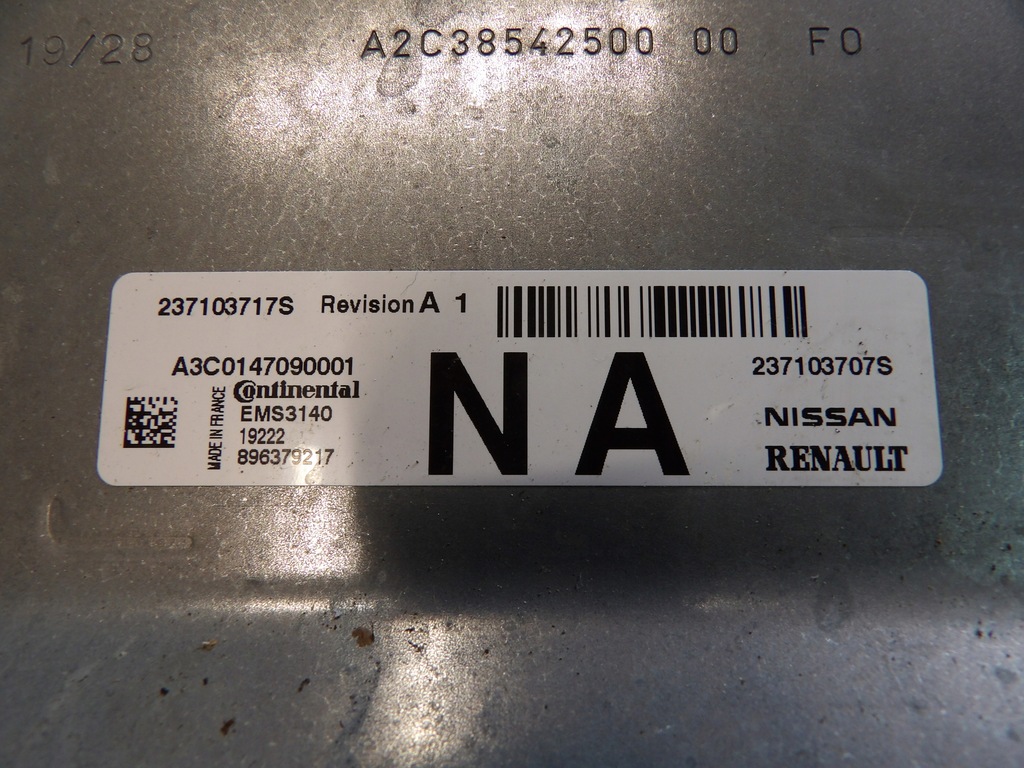 19/28 A2C38542500 00 F0
237103717S Revision A 1
A3C0147090001
Continental
EMS3140
19222
896379217
MADE IN FRANCE
NA
237103707S
NISSAN
RENAULT